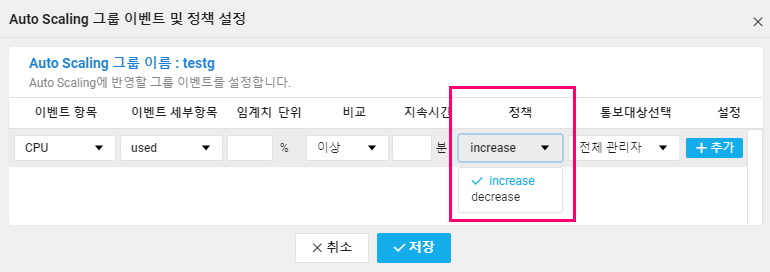 Auto Scaling 그룹 이벤트 및 정책 설정
Auto Scaling 그룹 이름 : testg
Auto Scaling에 반영할 그룹 이벤트를 설정합니다.
이벤트 항목 이벤트 세부항목 임계치 단위 비교 지속시간 정책 통보대상선택 설정
CPU used % 이상 분 increase 전체 관리자 추가
increase
decrease
취소 저장